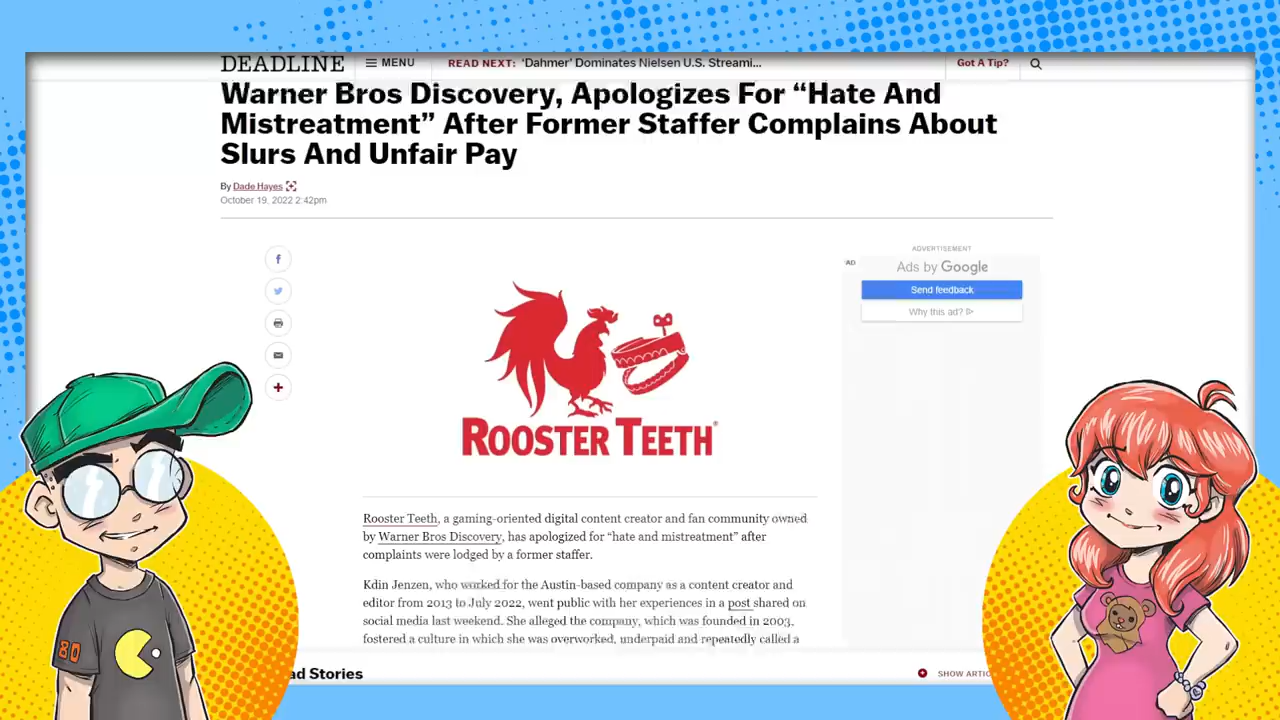 DEADLINE
MENU
READ NEXT: ‘Dahmer’ Dominates Nielsen U.S. Streami...
Got A Tip?
Warner Bros Discovery, Apologizes For “Hate And
Mistreatment” After Former Staffer Complains About
Slurs And Unfair Pay
By Dade Hayes
October 19, 2022 2:42pm
ADVERTISEMENT
AD
Ads by Google
Send feedback
Why this ad?
ROOSTER TEETH®
Rooster Teeth, a gaming-oriented digital content creator and fan community owned
by Warner Bros Discovery, has apologized for “hate and mistreatment” after
complaints were lodged by a former staffer.
Kdin Jenzen, who worked for the Austin-based company as a content creator and
editor from 2013 to July 2022, went public with her experiences in a post shared on
social media last weekend. She alleged the company, which was founded in 2003,
fostered a culture in which she was overworked, underpaid and repeatedly called a
ad Stories
SHOW ARTIC
80